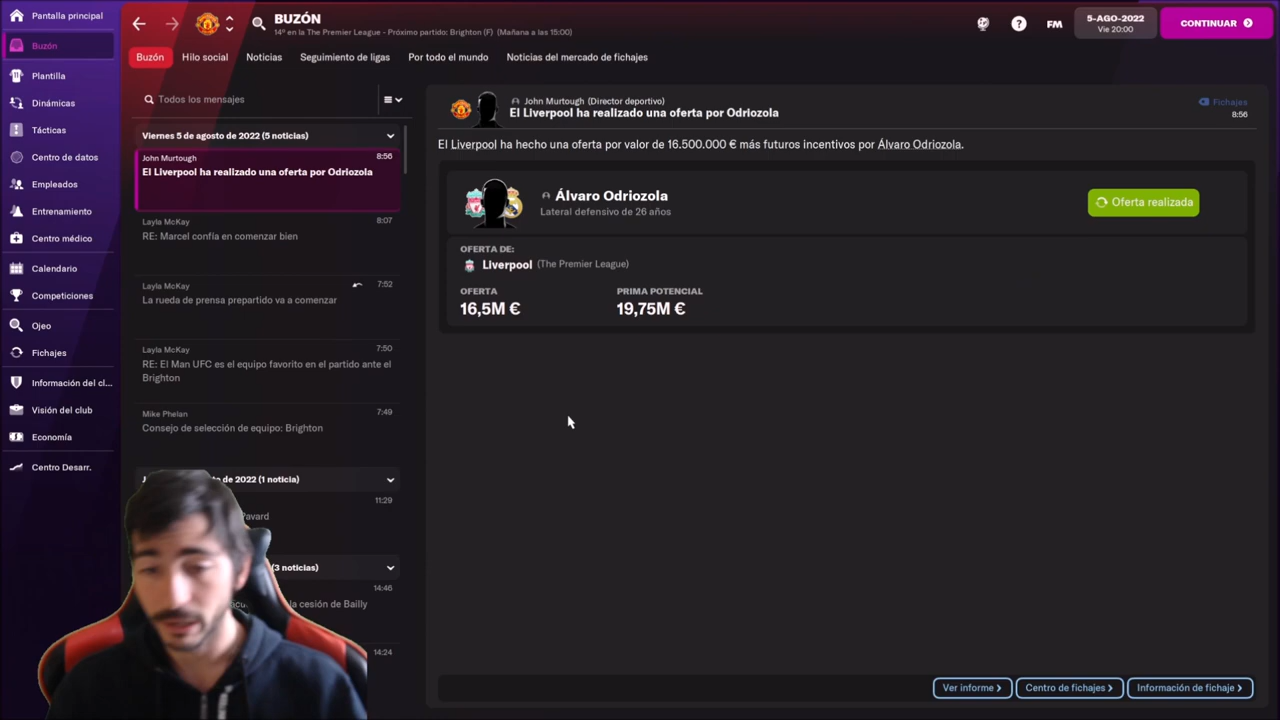 Pantalla principal
Buzón
Plantilla
Dinámicas
Tácticas
Centro de datos
Empleados
Entrenamiento
Centro médico
Calendario
Competiciones
Ojeo
Fichajes
Información del cl...
Visión del club
Economía
Centro Desarr.
BUZÓN
14º en la The Premier League - Próximo partido: Brighton (F) (Mañana a las 15:00)
FM
5-AGO-2022
Vie 20:00
CONTINUAR
Buzón
Hilo social
Noticias
Seguimiento de ligas
Por todo el mundo
Noticias del mercado de fichajes
Todos los mensajes
Viernes 5 de agosto de 2022 (5 noticias)
John Murtough 8:56
El Liverpool ha realizado una oferta por Odriozola
Layla McKay 8:07
RE: Marcel confía en comenzar bien
Layla McKay 7:52
La rueda de prensa prepartido va a comenzar
Layla McKay 7:50
RE: El Man UFC es el equipo favorito en el partido ante el
Brighton
Mike Phelan 7:49
Consejo de selección de equipo: Brighton
de 2022 (1 noticia)
11:29
Pavard
(3 noticias)
14:46
la cesión de Bailly
14:24
John Murtough (Director deportivo)
El Liverpool ha realizado una oferta por Odriozola
Fichajes
8:56
El Liverpool ha hecho una oferta por valor de 16.500.000 € más futuros incentivos por Álvaro Odriozola.
Álvaro Odriozola
Lateral defensivo de 26 años
Oferta realizada
OFERTA DE:
Liverpool (The Premier League)
OFERTA
16,5M €
PRIMA POTENCIAL
19,75M €
Ver informe
Centro de fichajes
Información de fichaje